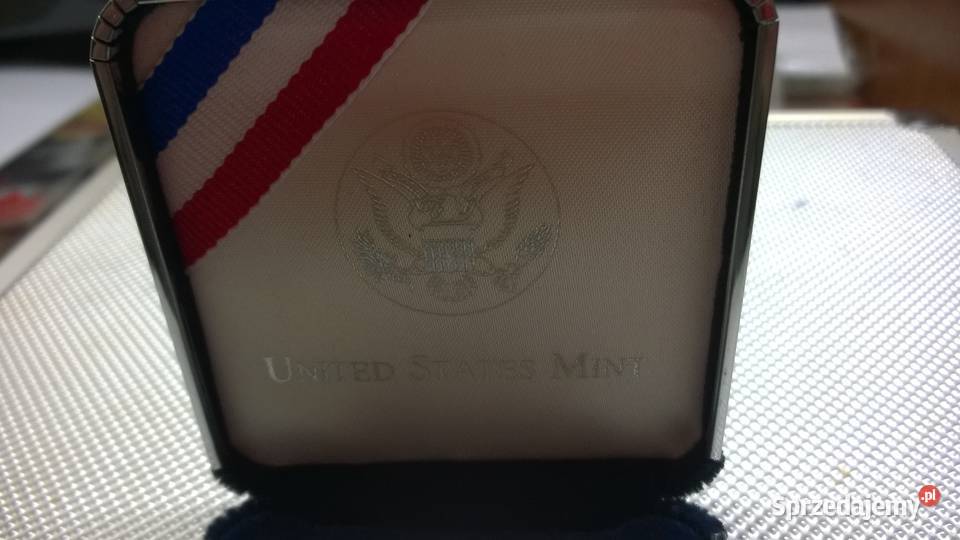 United States Mint
Sprzedajemy.pl